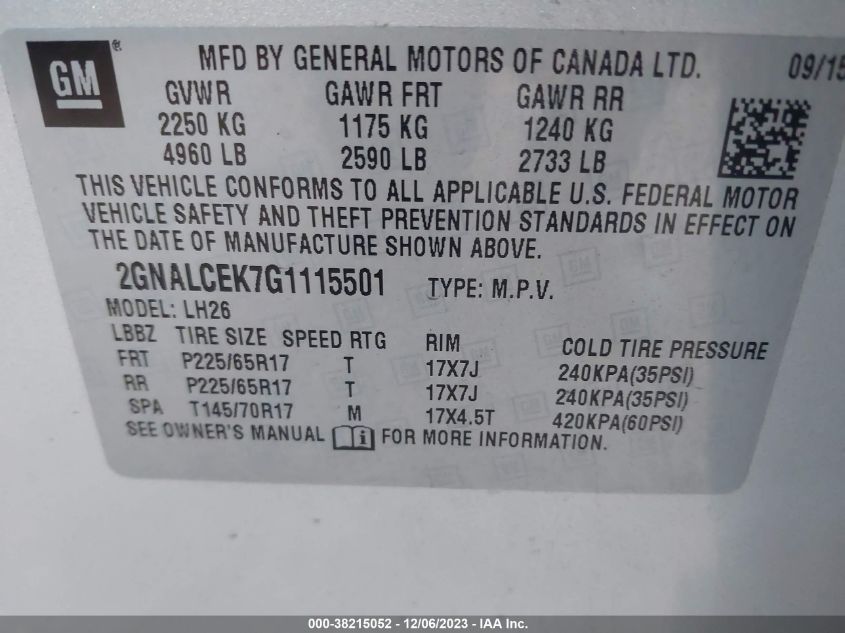 GM® MFD BY GENERAL MOTORS OF CANADA LTD. 09/15
GVWR GAWR FRT GAWR RR
2250 KG 1175 KG 1240 KG
4960 LB 2590 LB 2733 LB
THIS VEHICLE CONFORMS TO ALL APPLICABLE U.S. FEDERAL MOTOR
VEHICLE SAFETY AND THEFT PREVENTION STANDARDS IN EFFECT ON
THE DATE OF MANUFACTURE SHOWN ABOVE.
2GNALCEK7G1115501 TYPE: M.P.V.
MODEL: LH26
LBBZ TIRE SIZE SPEED RTG RIM COLD TIRE PRESSURE
FRT P225/65R17 T 17X7J 240KPA(35PSI)
RR P225/65R17 T 17X7J 240KPA(35PSI)
SPA T145/70R17 M 17X4.5T 420KPA(60PSI)
SEE OWNER'S MANUAL FOR MORE INFORMATION.
000-38215052 - 12/06/2023 - IAA Inc.